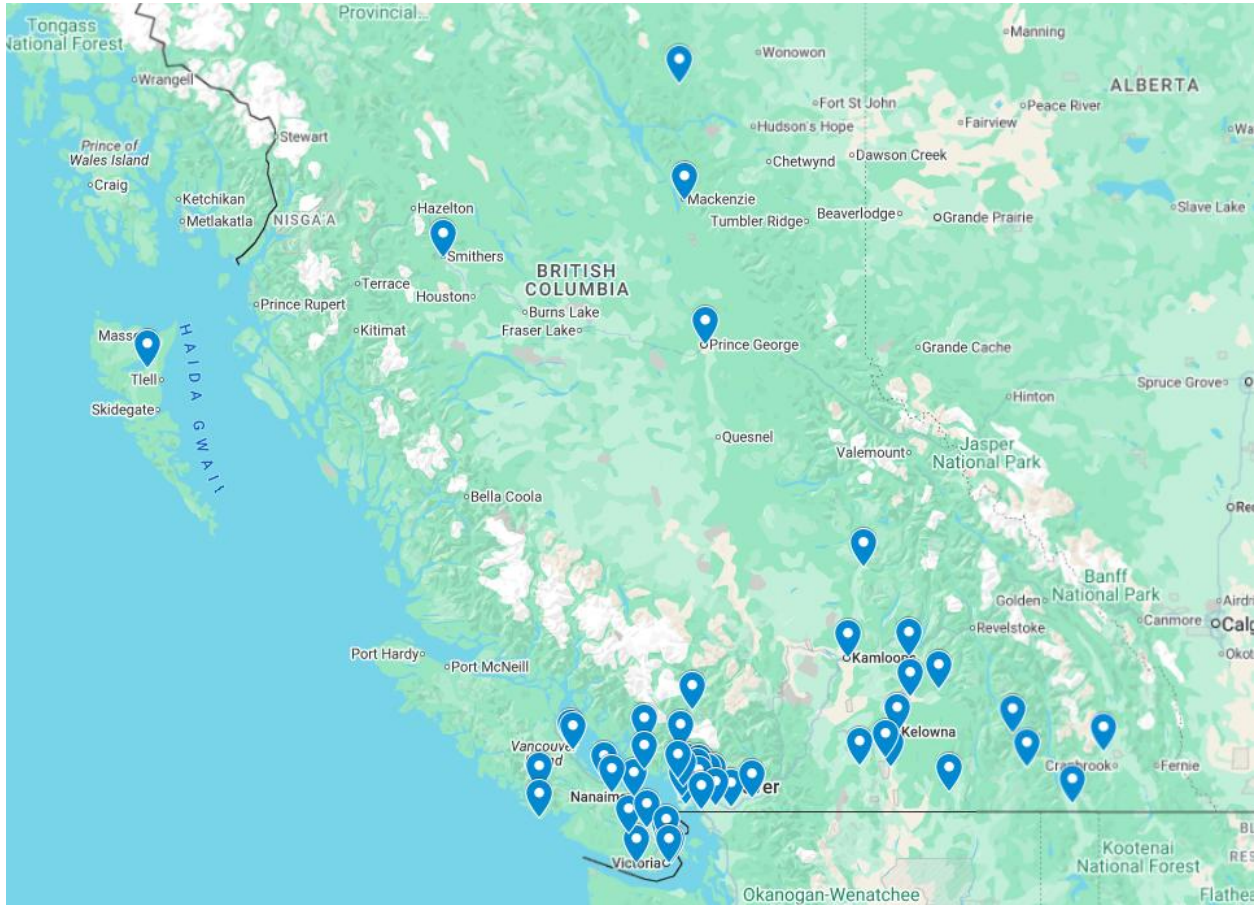 Provincial...
Tongass
National Forest
Manning
Wonowon
Wrangell
ALBERTA
Fort St John
Peace River
Stewart
Hudson's Hope
Fairview
Prince of
Wales Island
Chetwynd
Dawson Creek
Craig
Ketchikan
Hazelton
Mackenzie
Metlakatla
NISGA'A
Tumbler Ridge
Beaverlodge
Grande Prairie
Slave Lake
Smithers
BRITISH
COLUMBIA
Terrace
Houston
Prince Rupert
Burns Lake
Kitimat
Fraser Lake
Prince George
Grande Cache
HAIDA GWAII
Tlell
Spruce Grove
Skidegate
Hinton
Quesnel
Jasper
National Park
Valemount
Bella Coola
Banff
National Park
Golden
Canmore
Revelstoke
Port Hardy
Kamloops
Port McNeill
Kelowna
Cranbrook
Fernie
Nanaimo
Victoria
Kootenai
National Forest
Okanogan-Wenatchee